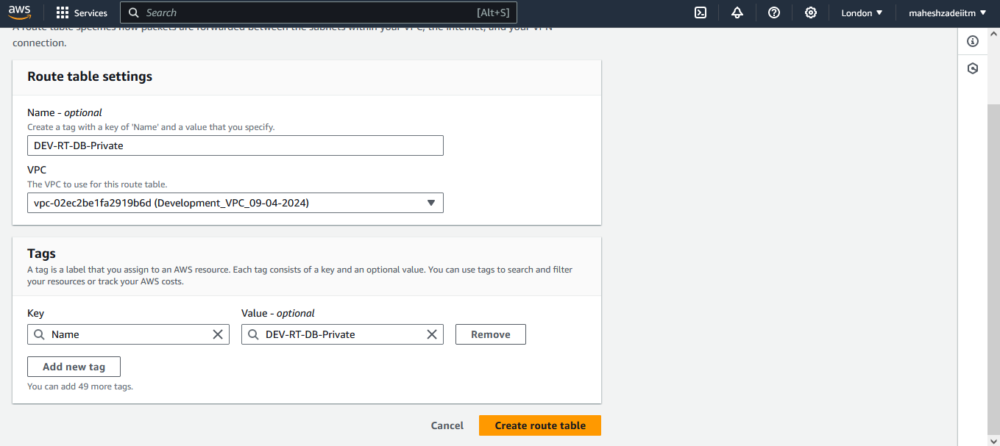 aws
Services
Search
[Alt+S]
London
maheshzadeiitm
A route table specifies how packets are forwarded between the subnets within your VPC, the internet, and your VPN
connection.
Route table settings
Name - optional
Create a tag with a key of 'Name' and a value that you specify.
DEV-RT-DB-Private
VPC
The VPC to use for this route table.
vpc-02ec2be1fa2919b6d (Development_VPC_09-04-2024)
Tags
A tag is a label that you assign to an AWS resource. Each tag consists of a key and an optional value. You can use tags to search and filter
your resources or track your AWS costs.
Key
Value - optional
Name
DEV-RT-DB-Private
Remove
Add new tag
You can add 49 more tags.
Cancel
Create route table